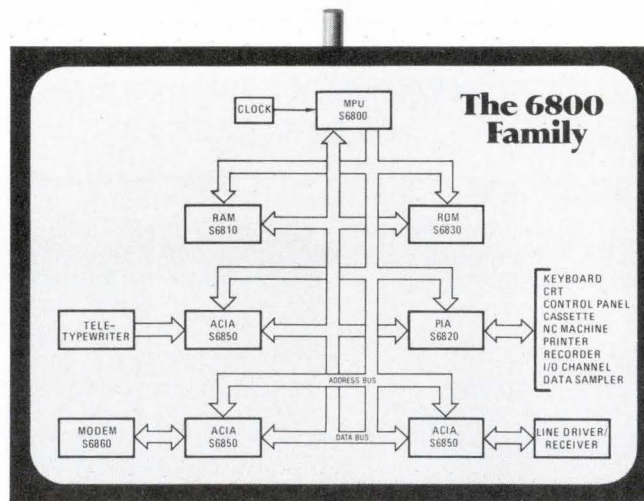 The 6800
Family
CLOCK
MPU
S6800
RAM
S6810
ROM
S6830
TELE-
TYPEWRITER
ACIA
S6850
PIA
S6820
KEYBOARD
CRT
CONTROL PANEL
CASSETTE
NC MACHINE
PRINTER
RECORDER
I/O CHANNEL
DATA SAMPLER
ADDRESS BUS
MODEM
S6860
ACIA
S6850
DATA BUS
ACIA
S6850
LINE DRIVER/
RECEIVER